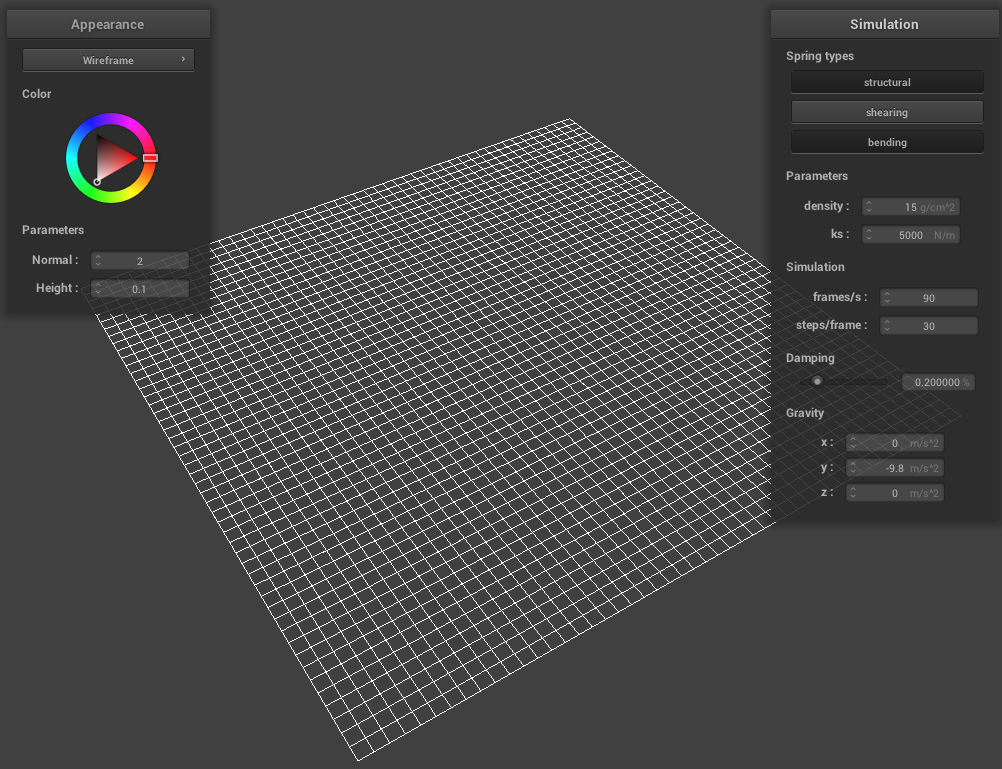 Appearance
Wireframe
Color
Parameters
Normal : 2
Height : 0.1
Simulation
Spring types
structural
shearing
bending
Parameters
density : 15 g/cm^2
ks : 5000 N/m
Simulation
frames/s : 90
steps/frame : 30
Damping
0.200000 %
Gravity
x : 0 m/s^2
y : -9.8 m/s^2
z : 0 m/s^2